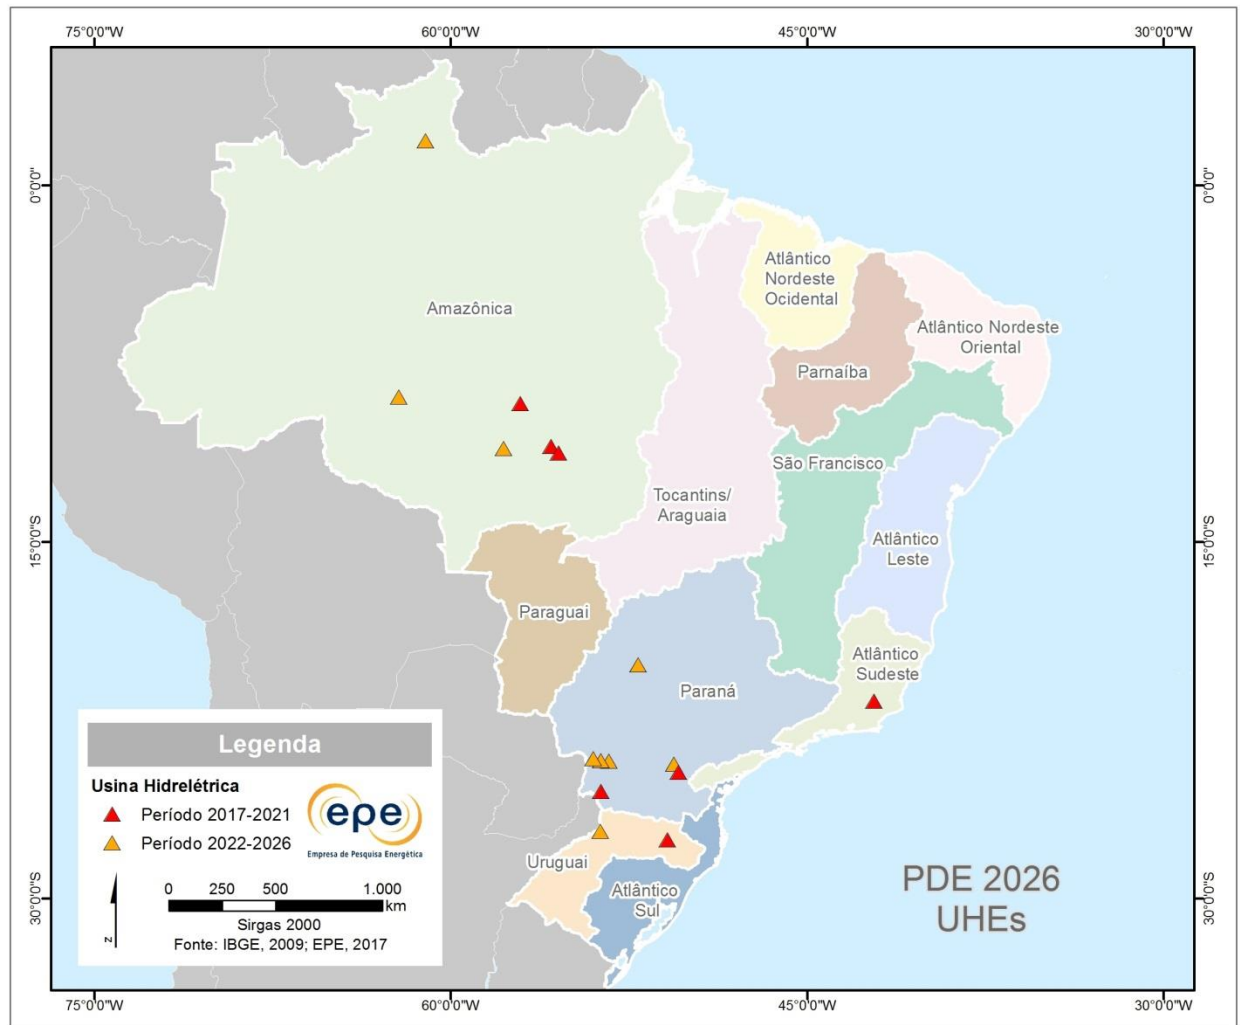 75°0'0"W 60°0'0"W 45°0'0"W 30°0'0"W
0°0'0"
0°0'0"
15°0'0"S
15°0'0"S
30°0'0"S
30°0'0"S
Amazônica
Atlântico
Nordeste
Ocidental
Atlântico Nordeste
Oriental
Parnaíba
São Francisco
Tocantins/
Araguaia
Atlântico
Leste
Paraguai
Atlântico
Sudeste
Paraná
Uruguai
Atlântico
Sul
Legenda
Usina Hidrelétrica
Período 2017-2021
Período 2022-2026
epe
Empresa de Pesquisa Energética
N
0 250 500 1.000
km
Sirgas 2000
Fonte: IBGE, 2009; EPE, 2017
PDE 2026
UHEs
75°0'0"W 60°0'0"W 45°0'0"W 30°0'0"W